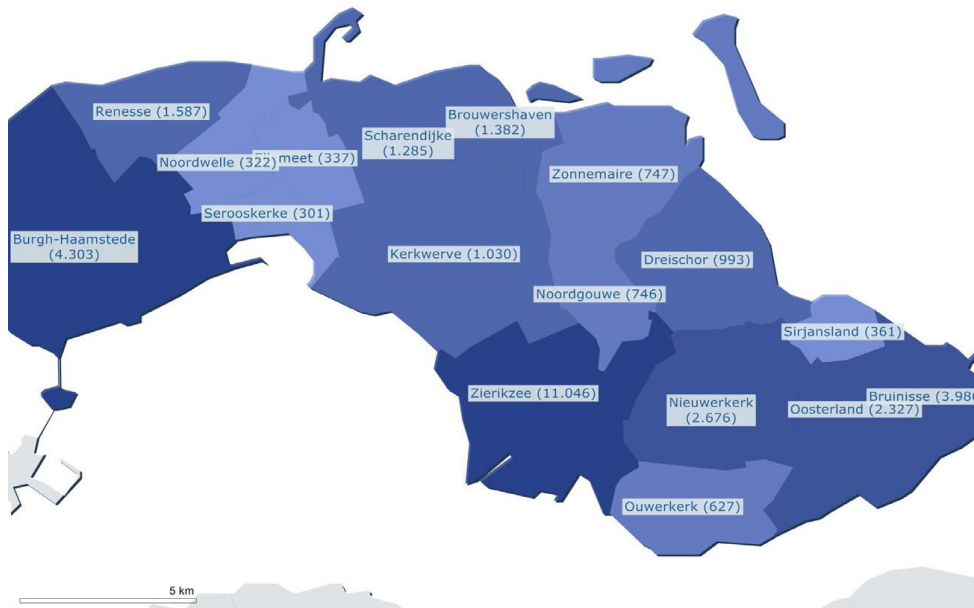 Renesse (1.587)
Brouwershaven
(1.382)
Scharendijke
(1.285)
Noordwelle (322)
meet (337)
Zonnemaire (747)
Serooskerke (301)
Burgh-Haamstede
(4.303)
Kerkwerve (1.030)
Dreischor (993)
Noordgouwe (746)
Sirjansland (361)
Zierikzee (11.046)
Nieuwerkerk
(2.676)
Bruinisse (3.986
Oosterland (2.327)
Ouwerkerk (627)
5 km